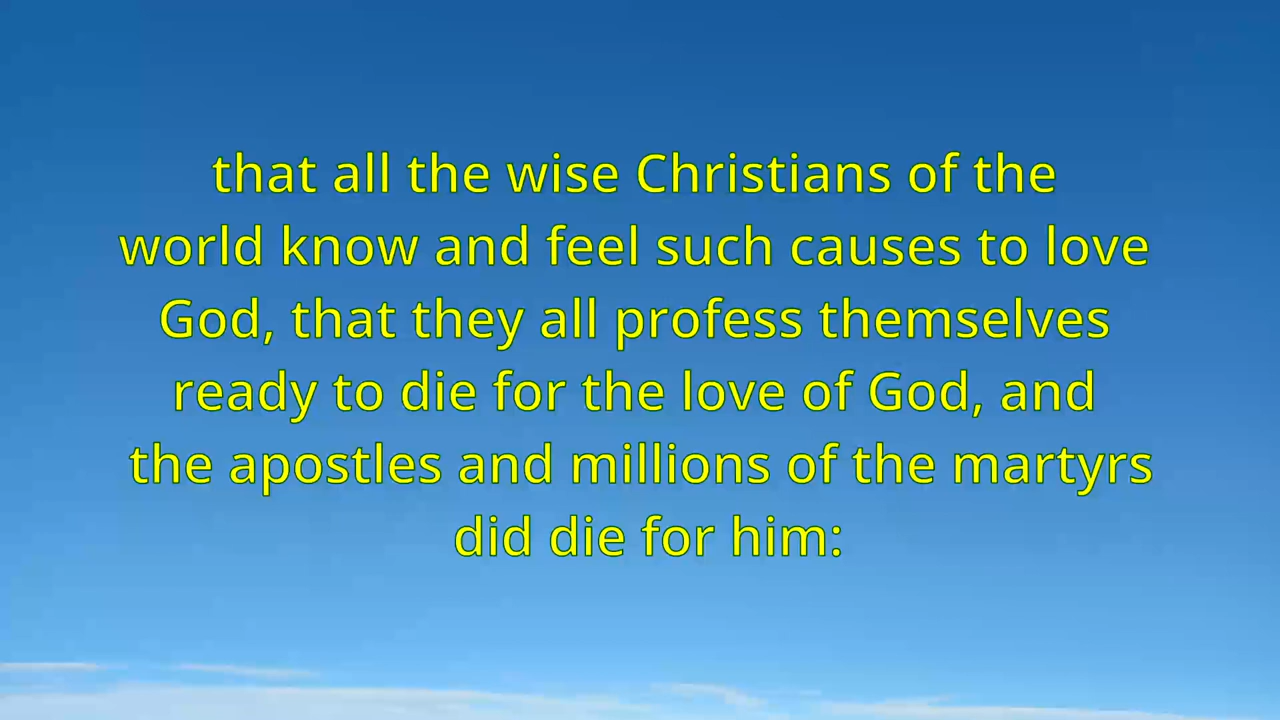 that all the wise Christians of the
world know and feel such causes to love
God, that they all profess themselves
ready to die for the love of God, and
the apostles and millions of the martyrs
did die for him: